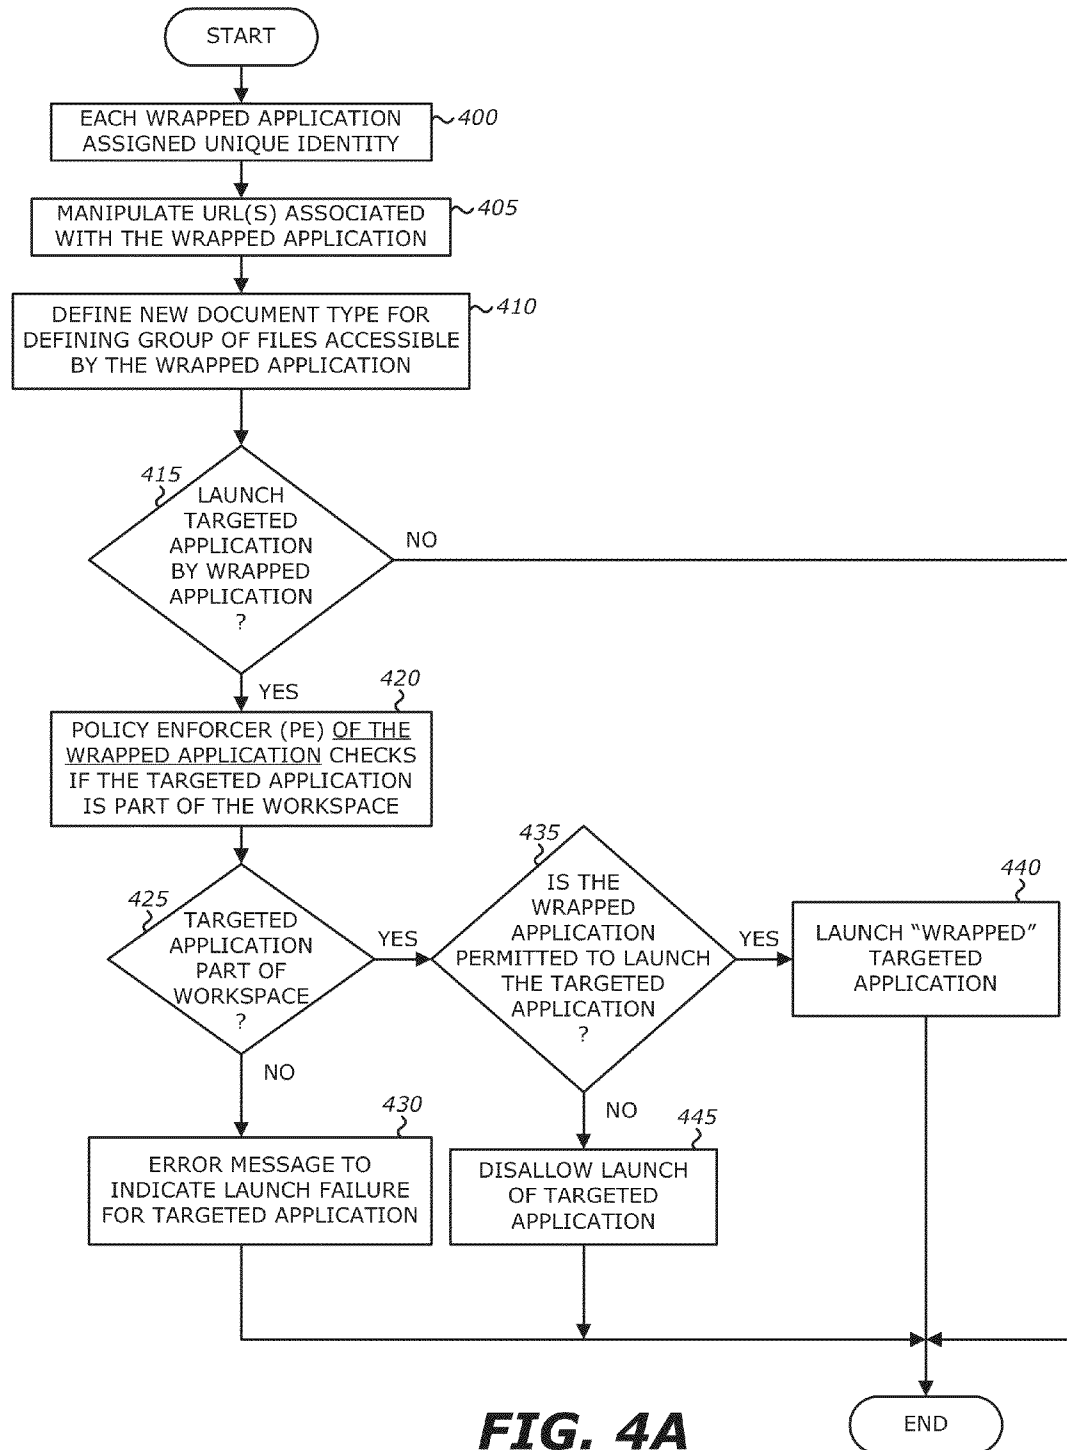 START
EACH WRAPPED APPLICATION
ASSIGNED UNIQUE IDENTITY
400
MANIPULATE URL(S) ASSOCIATED
WITH THE WRAPPED APPLICATION
405
DEFINE NEW DOCUMENT TYPE FOR
DEFINING GROUP OF FILES ACCESSIBLE
BY THE WRAPPED APPLICATION
410
415
LAUNCH
TARGETED
APPLICATION
BY WRAPPED
APPLICATION
?
NO
YES
420
POLICY ENFORCER (PE) OF THE
WRAPPED APPLICATION CHECKS
IF THE TARGETED APPLICATION
IS PART OF THE WORKSPACE
425
TARGETED
APPLICATION
PART OF
WORKSPACE
?
YES
NO
435
IS THE
WRAPPED
APPLICATION
PERMITTED TO LAUNCH
THE TARGETED
APPLICATION
?
YES
NO
440
LAUNCH “WRAPPED”
TARGETED
APPLICATION
430
ERROR MESSAGE TO
INDICATE LAUNCH FAILURE
FOR TARGETED APPLICATION
445
DISALLOW LAUNCH
OF TARGETED
APPLICATION
END
FIG. 4A